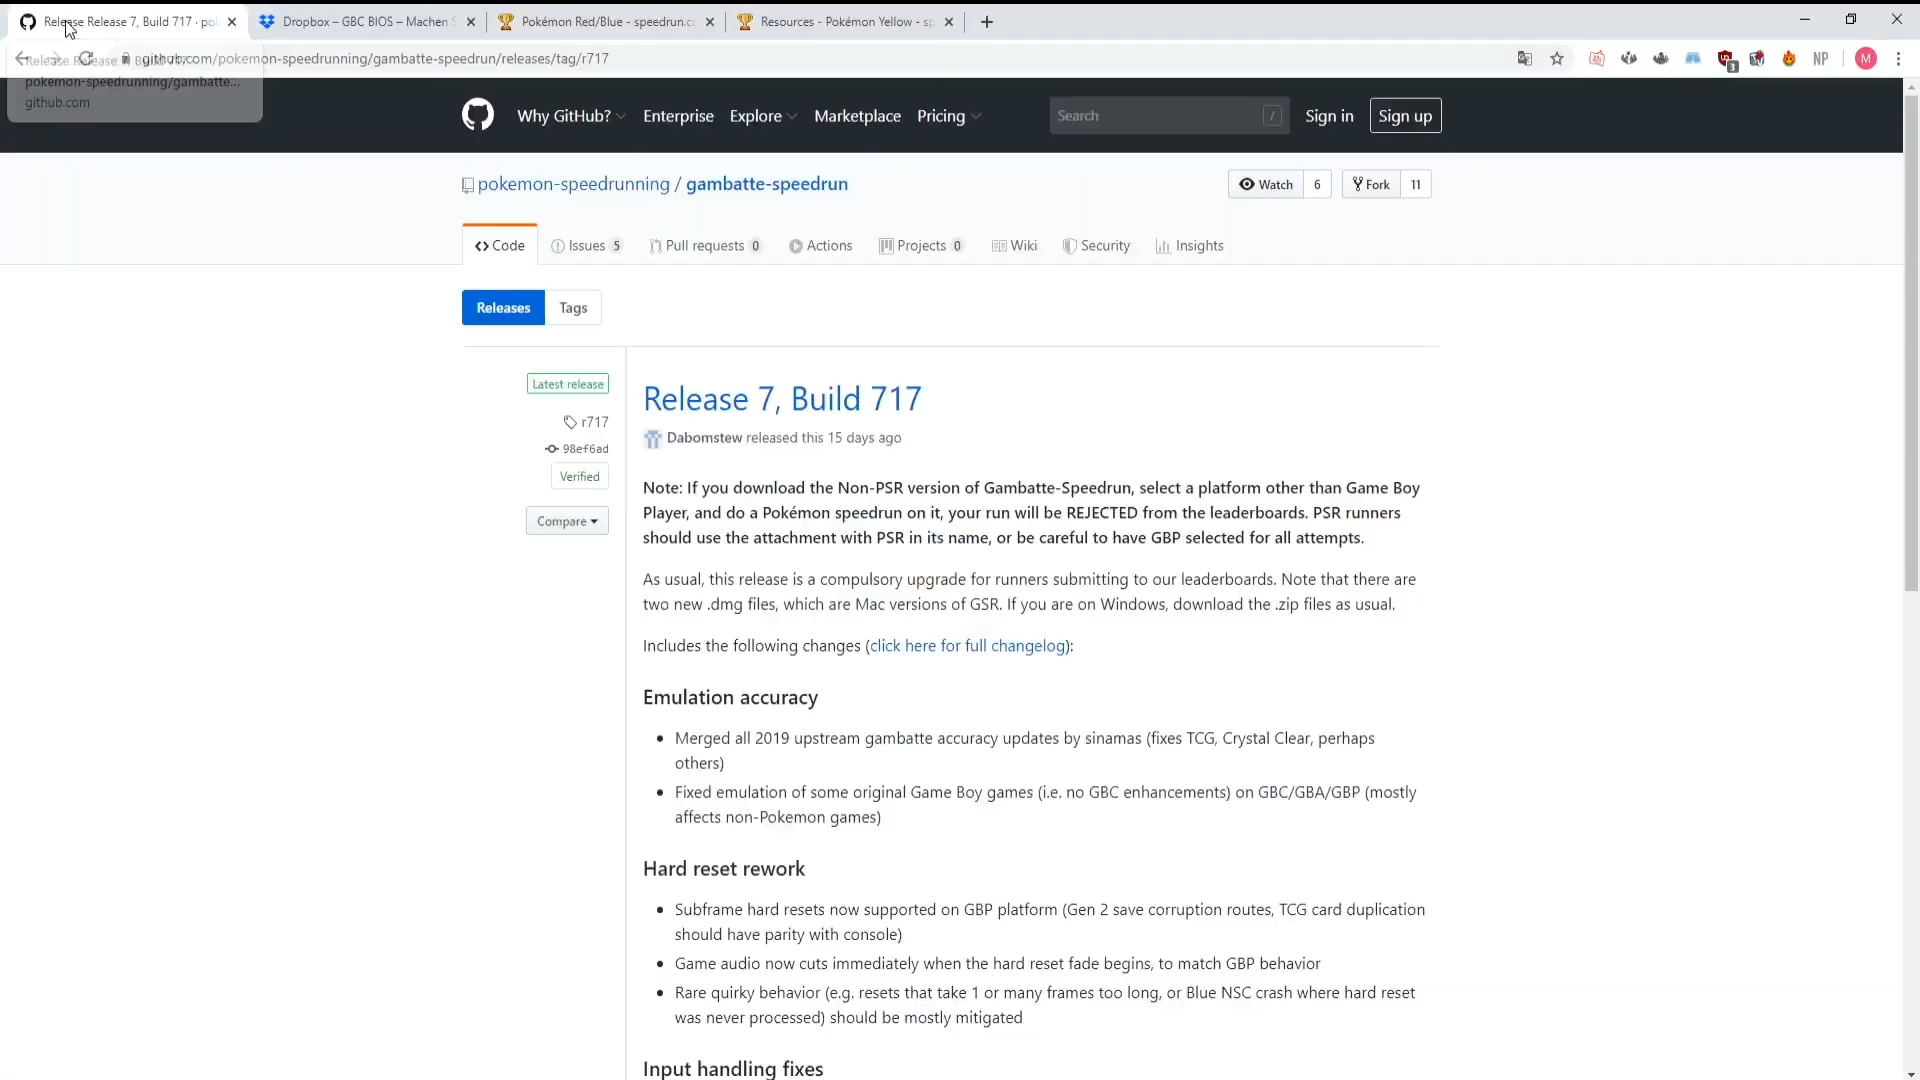 Release Release 7, Build 717 · po
Dropbox – GBC BIOS – Machen S
Pokémon Red/Blue - speedrun.co
Resources - Pokémon Yellow - sp
github.com/pokemon-speedrunning/gambatte-speedrun/releases/tag/r717
3
NP
M
pokemon-speedrunning/gambatte...
github.com
Why GitHub?
Enterprise
Explore
Marketplace
Pricing
Search
/
Sign in
Sign up
pokemon-speedrunning / gambatte-speedrun
Watch 6
Fork 11
Code
Issues 5
Pull requests 0
Actions
Projects 0
Wiki
Security
Insights
Releases
Tags
Latest release
r717
98ef6ad
Verified
Compare
Release 7, Build 717
Dabomstew released this 15 days ago
Note: If you download the Non-PSR version of Gambatte-Speedrun, select a platform other than Game Boy
Player, and do a Pokémon speedrun on it, your run will be REJECTED from the leaderboards. PSR runners
should use the attachment with PSR in its name, or be careful to have GBP selected for all attempts.
As usual, this release is a compulsory upgrade for runners submitting to our leaderboards. Note that there are
two new .dmg files, which are Mac versions of GSR. If you are on Windows, download the .zip files as usual.
Includes the following changes (click here for full changelog):
Emulation accuracy
• Merged all 2019 upstream gambatte accuracy updates by sinamas (fixes TCG, Crystal Clear, perhaps
others)
• Fixed emulation of some original Game Boy games (i.e. no GBC enhancements) on GBC/GBA/GBP (mostly
affects non-Pokemon games)
Hard reset rework
• Subframe hard resets now supported on GBP platform (Gen 2 save corruption routes, TCG card duplication
should have parity with console)
• Game audio now cuts immediately when the hard reset fade begins, to match GBP behavior
• Rare quirky behavior (e.g. resets that take 1 or many frames too long, or Blue NSC crash where hard reset
was never processed) should be mostly mitigated
Input handling fixes